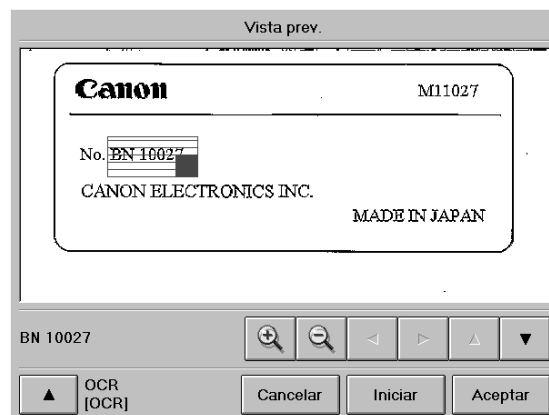 Vista prev.
Canon M11027
No. BN 10027
CANON ELECTRONICS INC.
MADE IN JAPAN
BN 10027
OCR
[OCR]
Cancelar Iniciar Aceptar